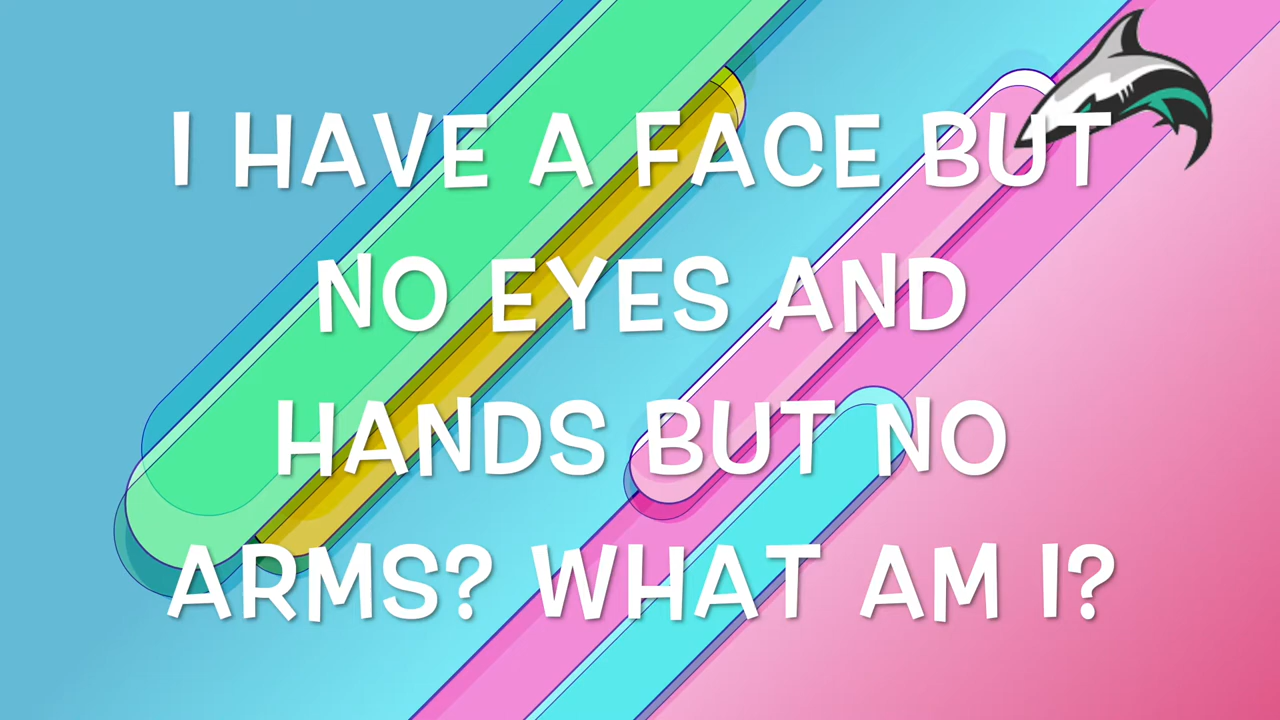 I HAVE A FACE BUT
NO EYES AND
HANDS BUT NO
ARMS? WHAT AM I?